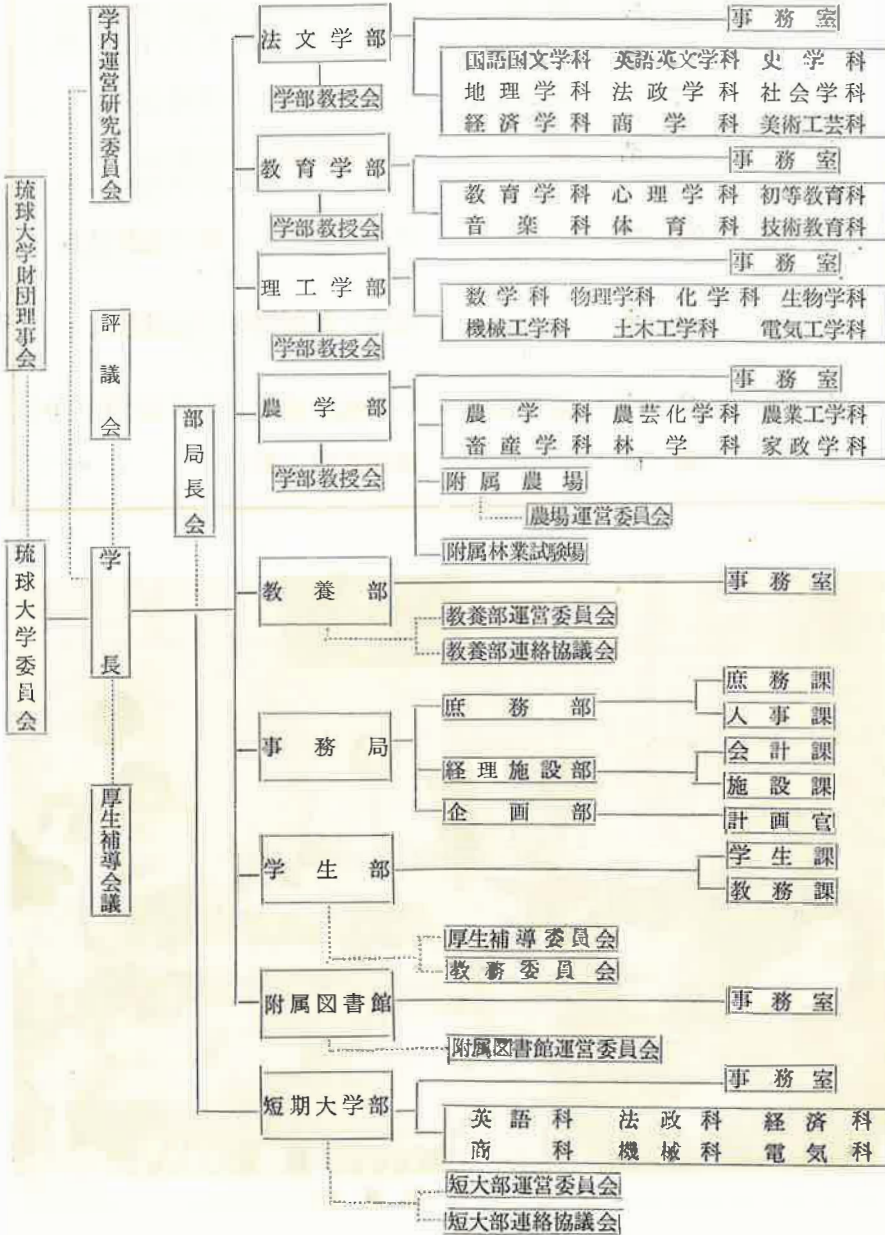 琉球大学財団理事会
琉球大学委員会
学内運営研究委員会
評議会
学長
厚生補導会議
部局長会
法文学部
学部教授会
事務室
国語国文学科 英語英文学科 史学科
地理学科 法政学科 社会学科
経済学科 商学科 美術工芸科
教育学部
学部教授会
事務室
教育学科 心理学科 初等教育科
音楽科 体育科 技術教育科
理工学部
学部教授会
事務室
数学科 物理学科 化学科 生物学科
機械工学科 土木工学科 電気工学科
農学部
学部教授会
事務室
農学科 農芸化学科 農業工学科
畜産学科 林学科 家政学科
附属農場
農場運営委員会
附属林業試験場
教養部
事務室
教養部運営委員会
教養部連絡協議会
事務局
庶務部
庶務課
人事課
経理施設部
会計課
施設課
企画部
計画官
学生部
学生課
教務課
厚生補導委員会
教務委員会
附属図書館
事務室
附属図書館運営委員会
短期大学部
事務室
英語科 法政科 経済科
商科 機械科 電気科
短大部運営委員会
短大部連絡協議会